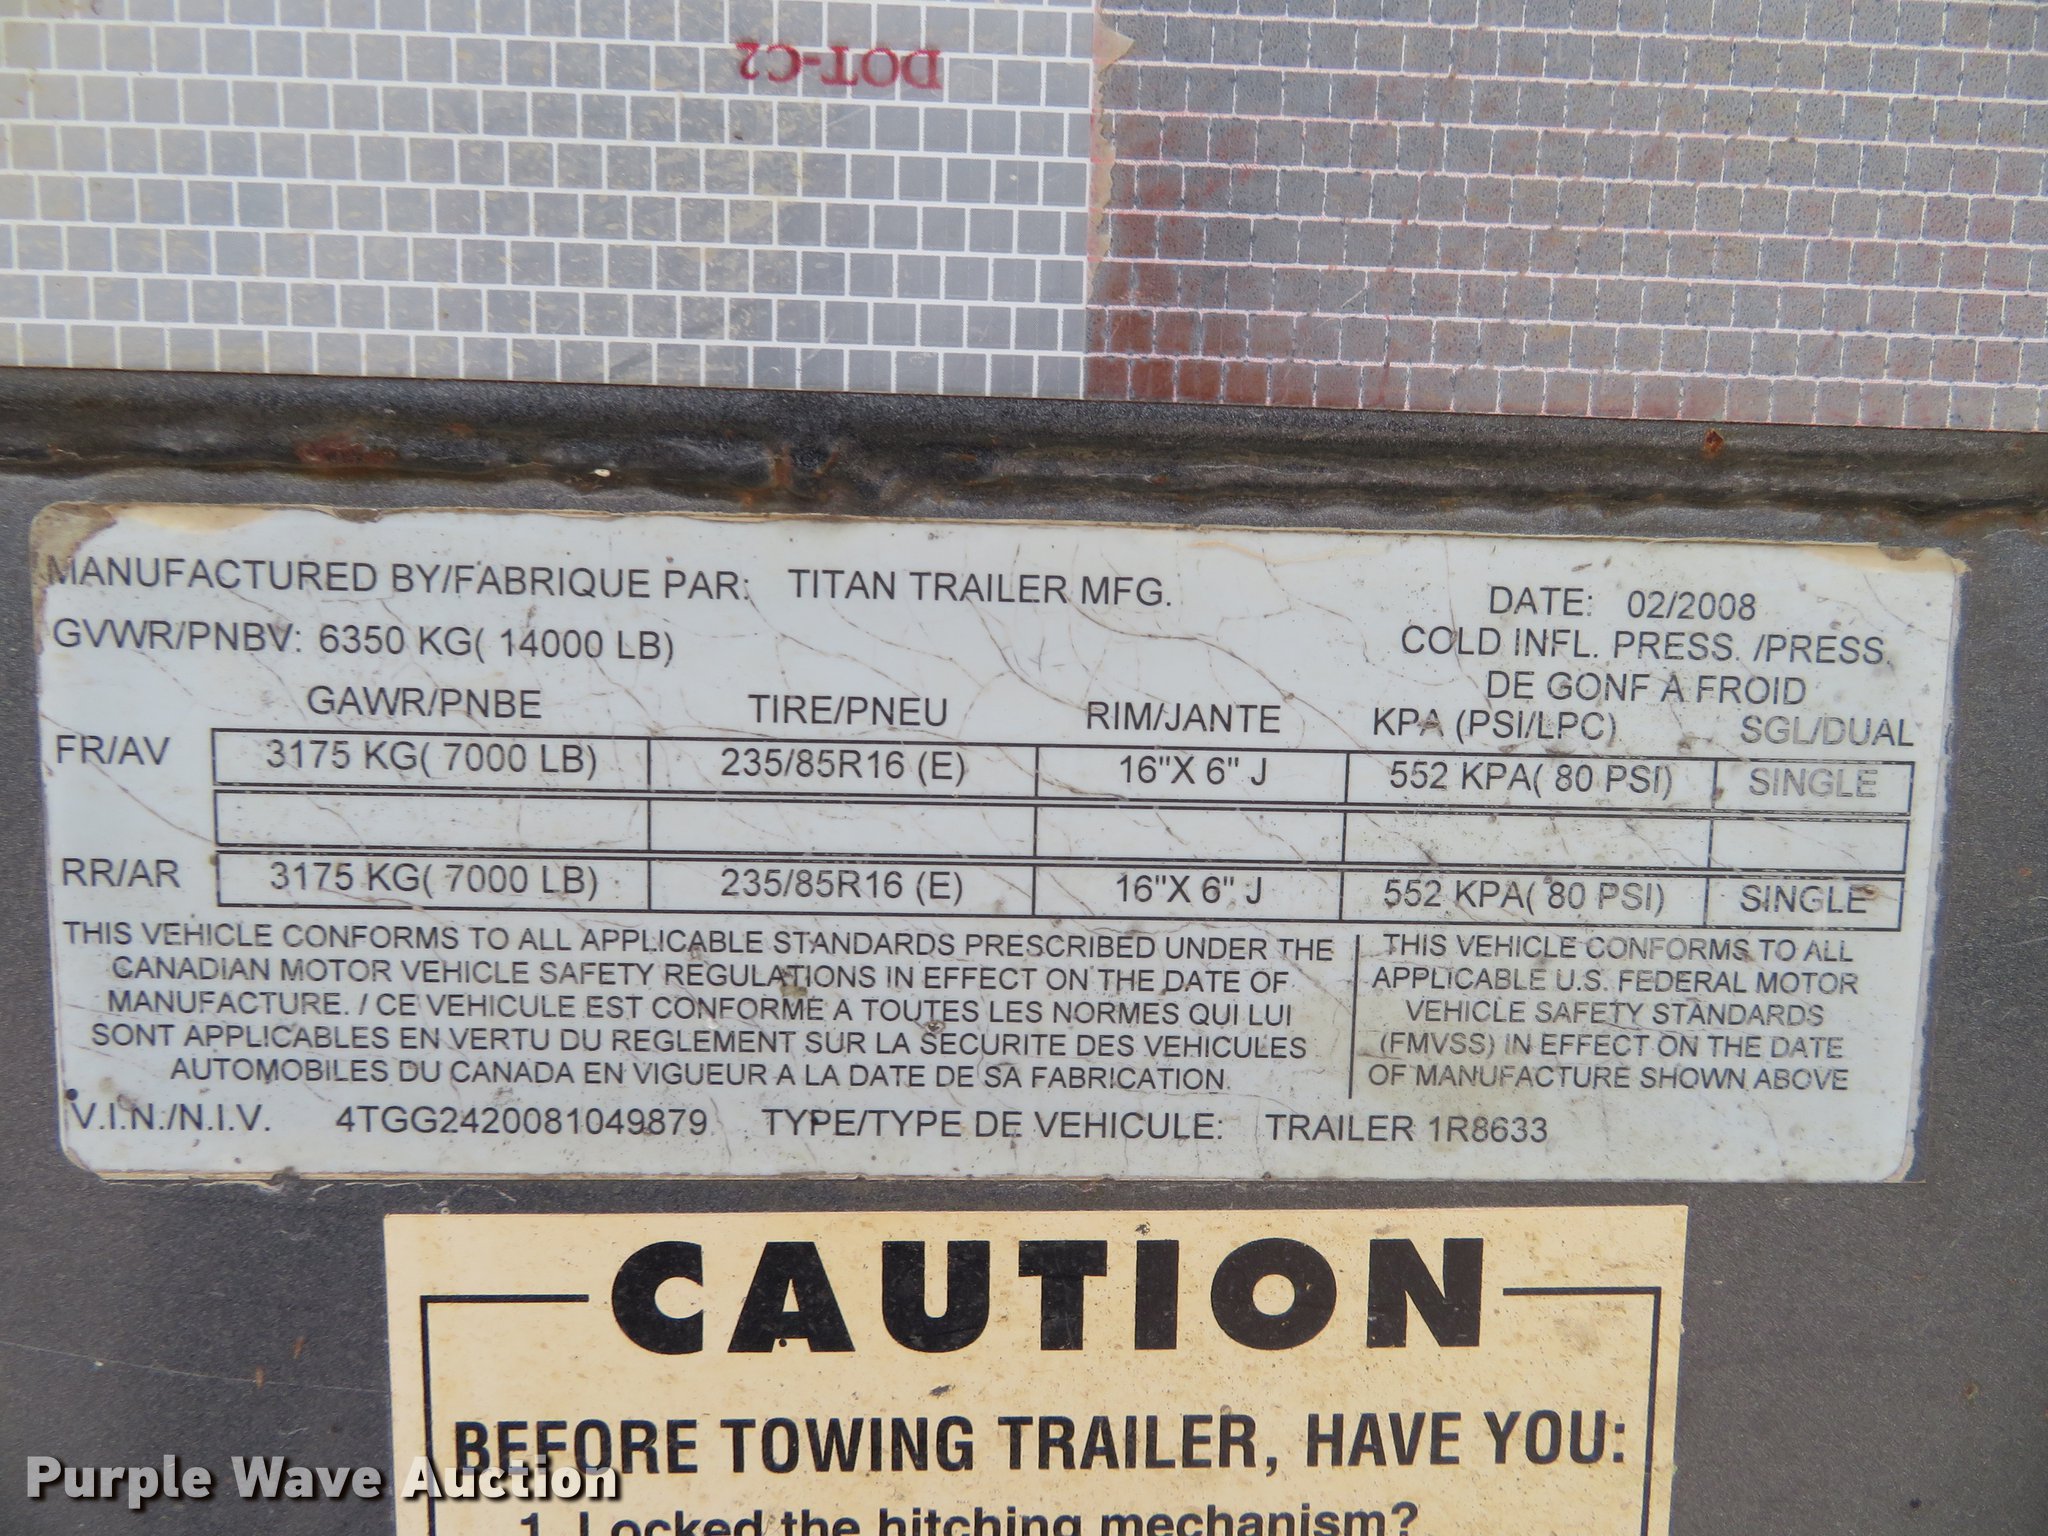 DOT-C2
MANUFACTURED BY/FABRIQUE PAR: TITAN TRAILER MFG.
DATE: 02/2008
GVWR/PNBV: 6350 KG( 14000 LB)
COLD INFL. PRESS. /PRESS.
DE GONF A FROID
GAWR/PNBE TIRE/PNEU RIM/JANTE KPA (PSI/LPC) SGL/DUAL
FR/AV 3175 KG( 7000 LB) 235/85R16 (E) 16"X 6" J 552 KPA( 80 PSI) SINGLE
RR/AR 3175 KG( 7000 LB) 235/85R16 (E) 16"X 6" J 552 KPA( 80 PSI) SINGLE
THIS VEHICLE CONFORMS TO ALL APPLICABLE STANDARDS PRESCRIBED UNDER THE
CANADIAN MOTOR VEHICLE SAFETY REGULATIONS IN EFFECT ON THE DATE OF
MANUFACTURE. / CE VEHICULE EST CONFORME A TOUTES LES NORMES QUI LUI
SONT APPLICABLES EN VERTU DU REGLEMENT SUR LA SECURITE DES VEHICULES
AUTOMOBILES DU CANADA EN VIGUEUR A LA DATE DE SA FABRICATION.
THIS VEHICLE CONFORMS TO ALL
APPLICABLE U.S. FEDERAL MOTOR
VEHICLE SAFETY STANDARDS
(FMVSS) IN EFFECT ON THE DATE
OF MANUFACTURE SHOWN ABOVE
V.I.N./N.I.V. 4TGG2420081049879 TYPE/TYPE DE VEHICULE: TRAILER 1R8633
CAUTION
BEFORE TOWING TRAILER, HAVE YOU:
1. Locked the hitching mechanism?
Purple Wave Auction